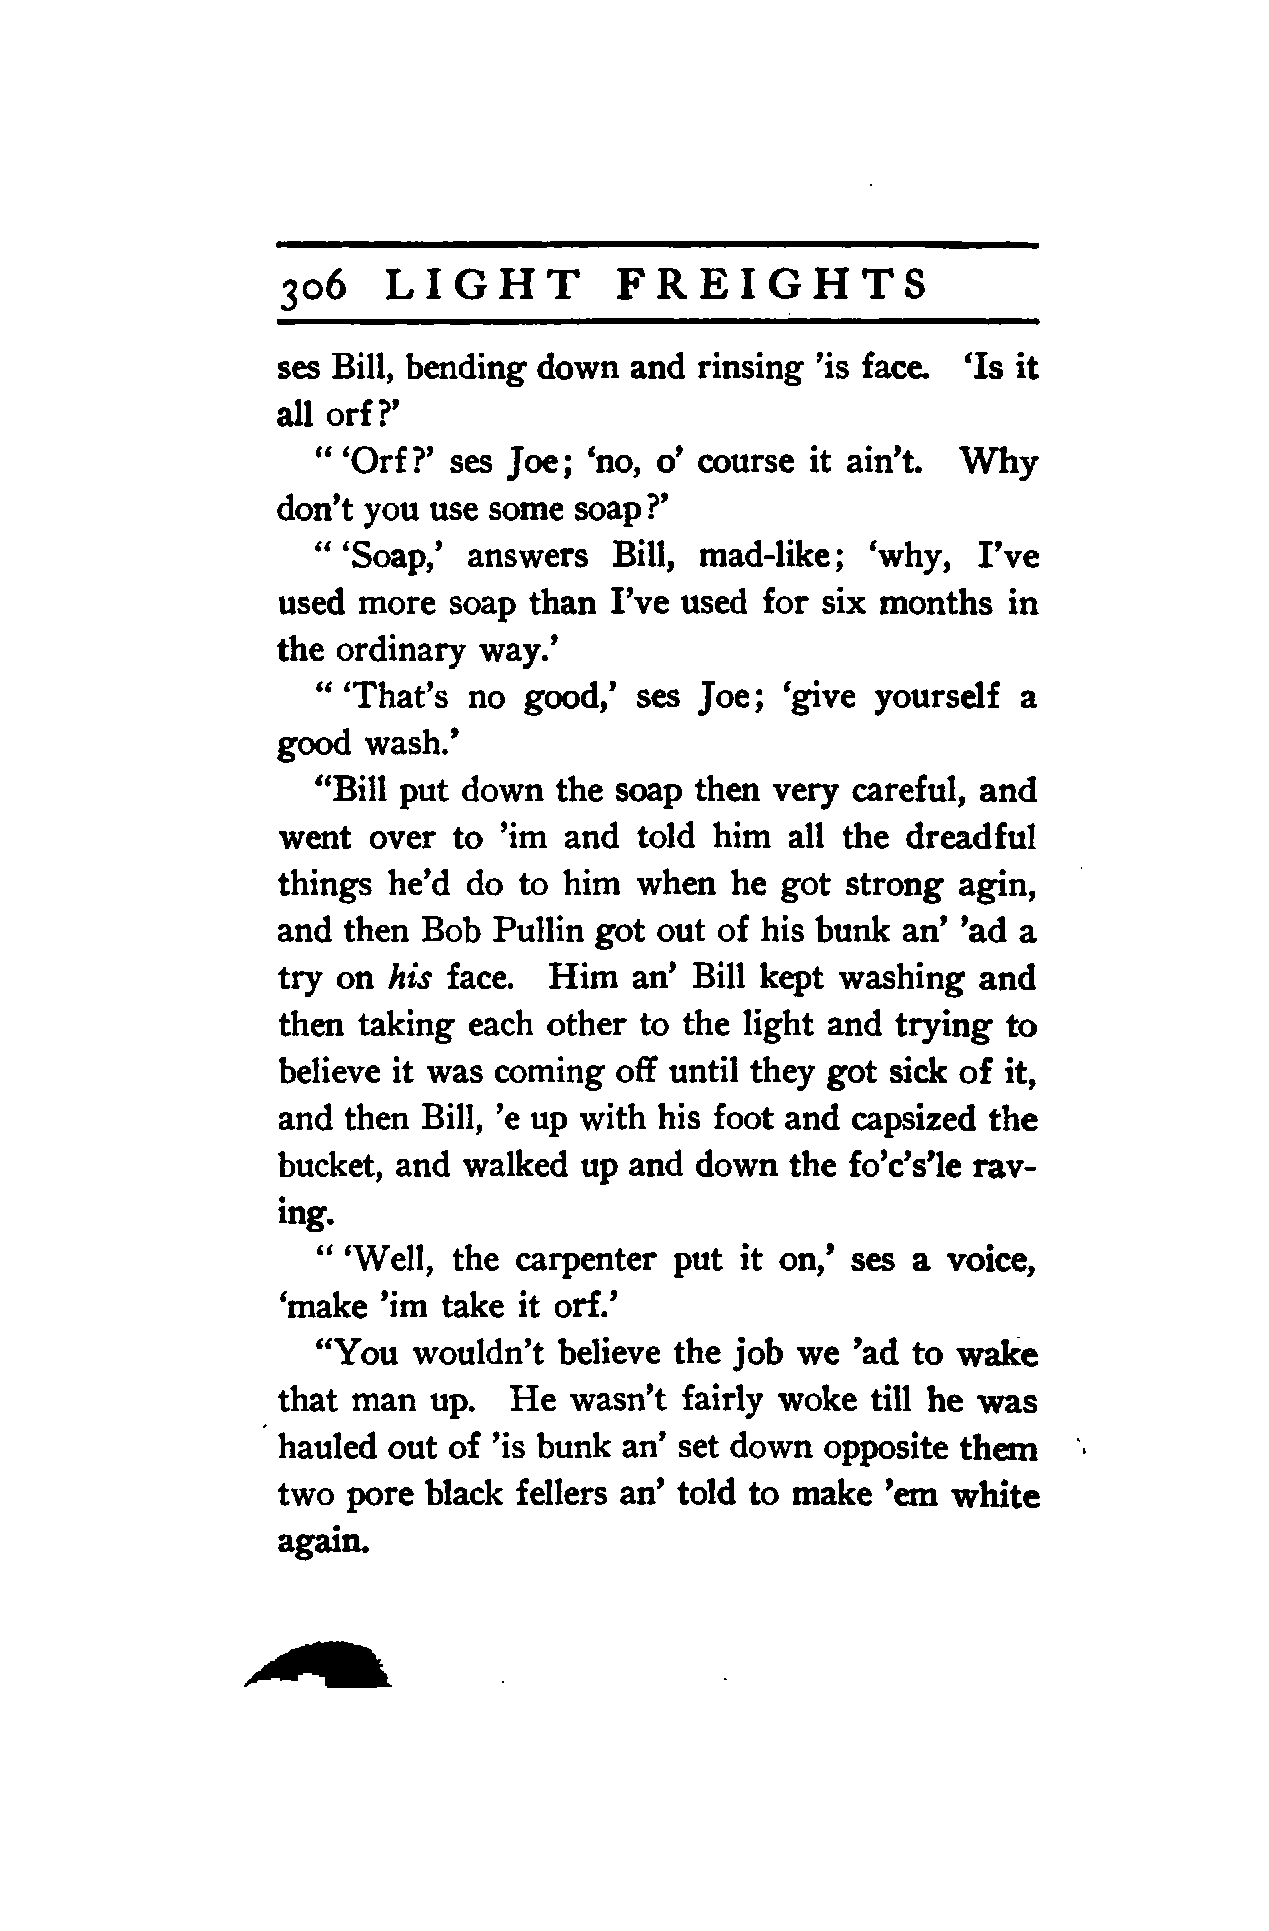 306 LIGHT FREIGHTS
ses Bill, bending down and rinsing ’is face. ‘Is it
all orf?’
“ ‘Orf?’ ses Joe; ‘no, o’ course it ain’t. Why
don’t you use some soap?’
“ ‘Soap,’ answers Bill, mad-like; ‘why, I’ve
used more soap than I’ve used for six months in
the ordinary way.’
“ ‘That’s no good,’ ses Joe; ‘give yourself a
good wash.’
“Bill put down the soap then very careful, and
went over to ’im and told him all the dreadful
things he’d do to him when he got strong agin,
and then Bob Pullin got out of his bunk an’ ’ad a
try on his face. Him an’ Bill kept washing and
then taking each other to the light and trying to
believe it was coming off until they got sick of it,
and then Bill, ’e up with his foot and capsized the
bucket, and walked up and down the fo’c’s’le rav-
ing.
“ ‘Well, the carpenter put it on,’ ses a voice,
‘make ’im take it orf.’
“You wouldn’t believe the job we ’ad to wake
that man up. He wasn’t fairly woke till he was
hauled out of ’is bunk an’ set down opposite them
two pore black fellers an’ told to make ’em white
again.